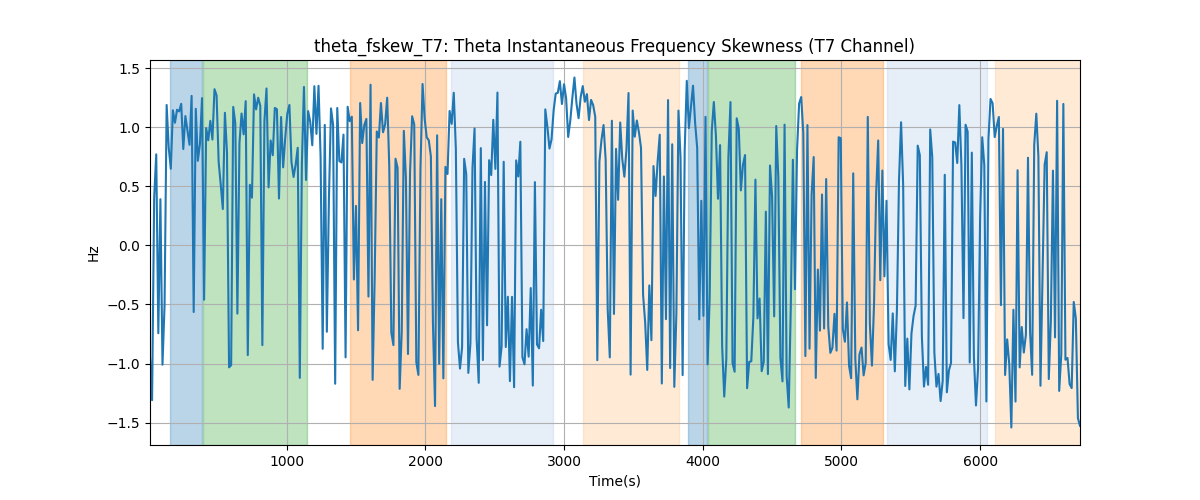 theta_fskew_T7: Theta Instantaneous Frequency Skewness (T7 Channel)
1.5
1.0
0.5
0.0
−0.5
−1.0
−1.5
Hz
1000 2000 3000 4000 5000 6000
Time(s)